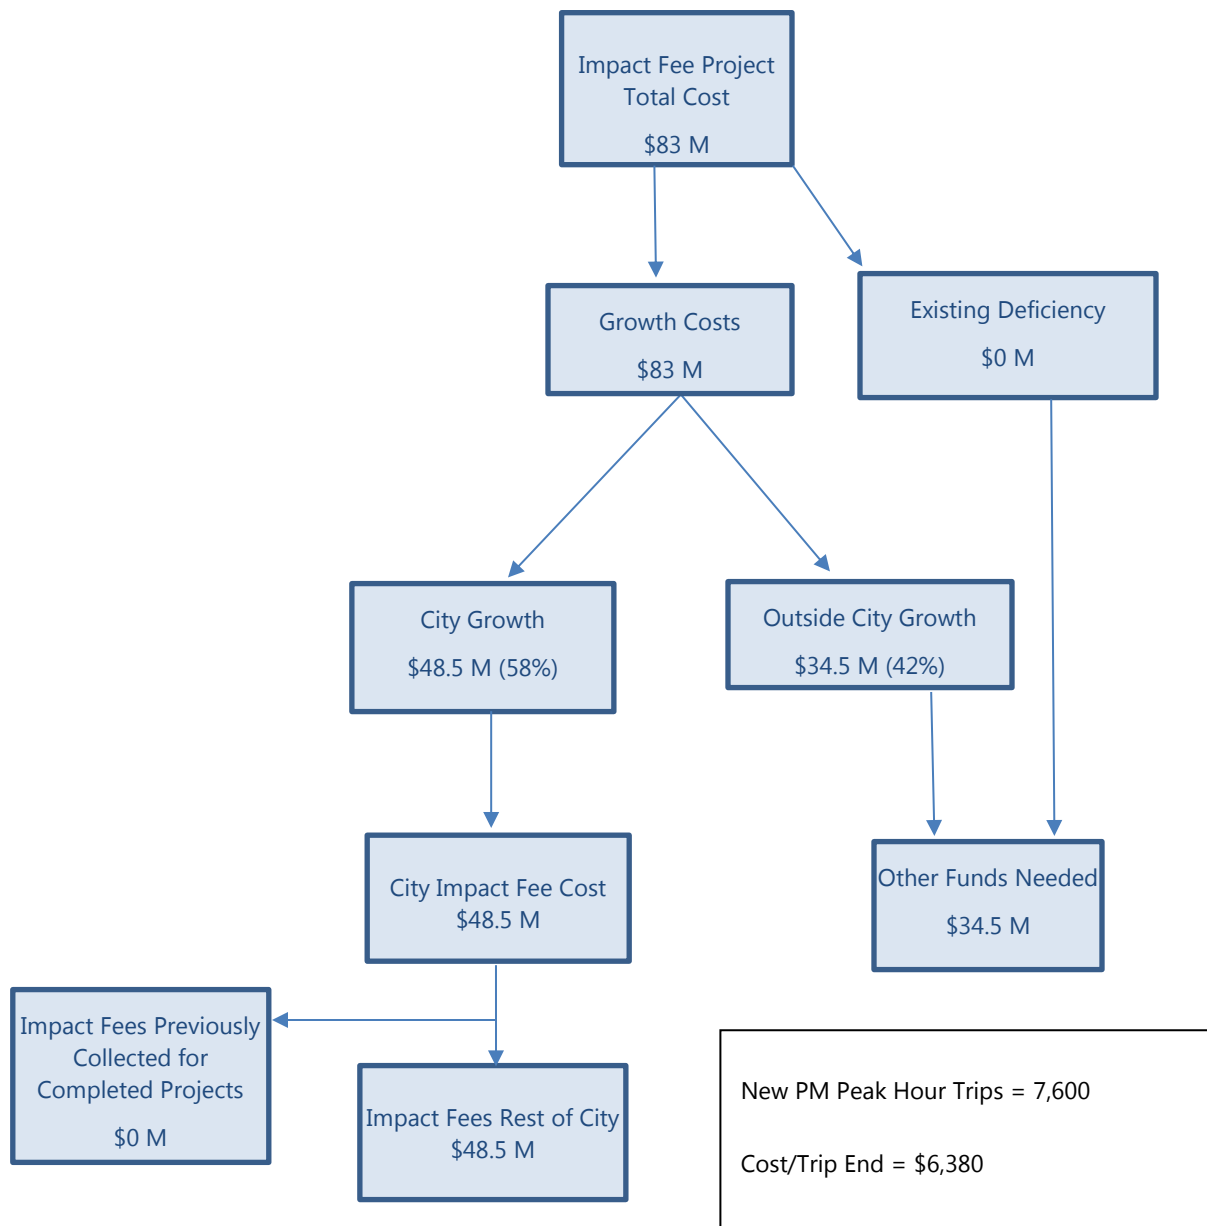 Impact Fee Project
Total Cost
$83 M
Growth Costs
$83 M
Existing Deficiency
$0 M
City Growth
$48.5 M (58%)
Outside City Growth
$34.5 M (42%)
City Impact Fee Cost
$48.5 M
Other Funds Needed
$34.5 M
Impact Fees Previously
Collected for
Completed Projects
$0 M
Impact Fees Rest of City
$48.5 M
New PM Peak Hour Trips = 7,600
Cost/Trip End = $6,380